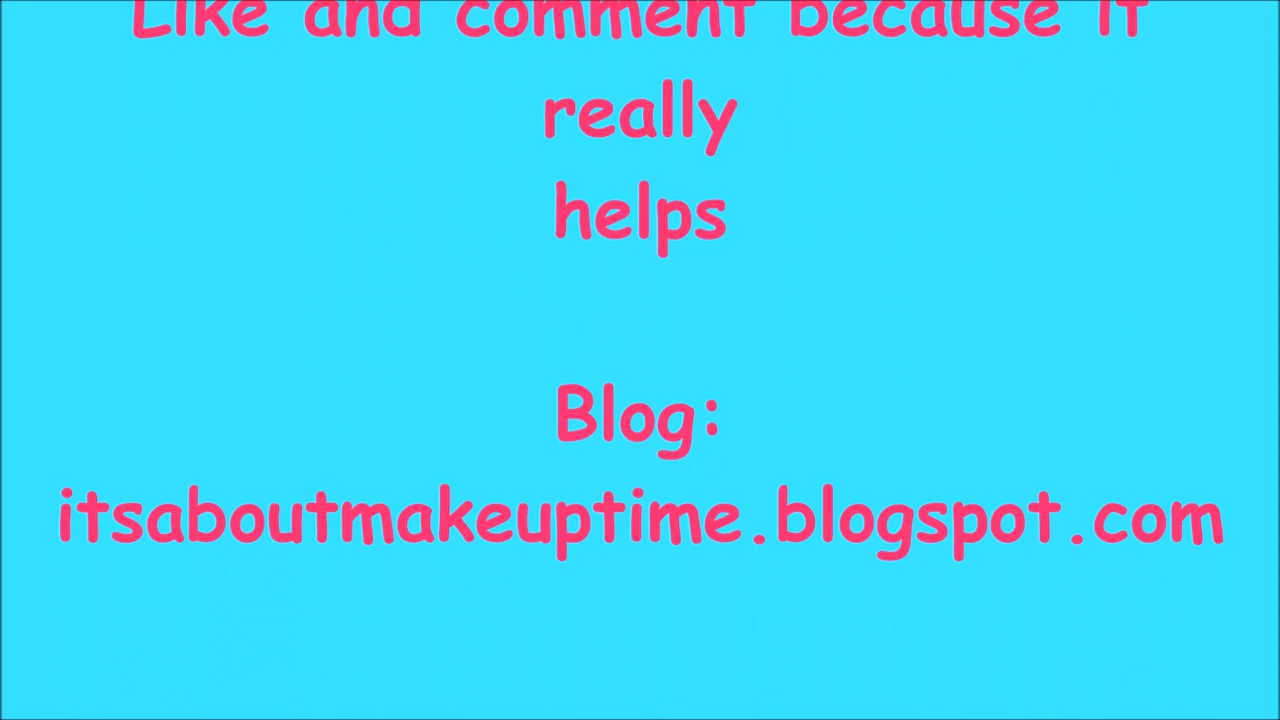 Like and comment because it
really
helps
Blog:
itsaboutmakeuptime.blogspot.com